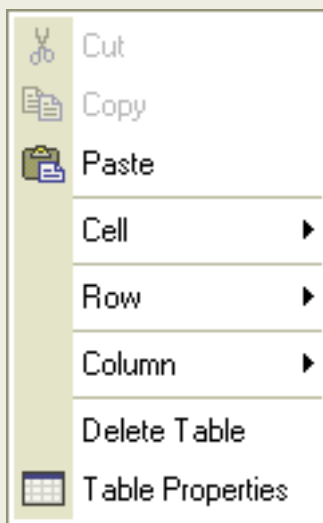 Cut
Copy
Paste
Cell
Row
Column
Delete Table
Table Properties